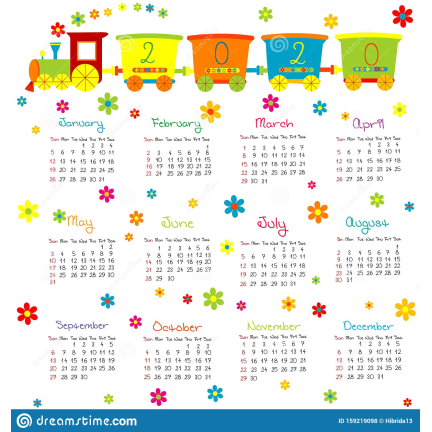 2 0 2 0
January
Sun Mon Tue Wed Thu Fri Sat
1 2 3 4
5 6 7 8 9 10 11
12 13 14 15 16 17 18
19 20 21 22 23 24 25
26 27 28 29 30 31
February
Sun Mon Tue Wed Thu Fri Sat
1
2 3 4 5 6 7 8
9 10 11 12 13 14 15
16 17 18 19 20 21 22
23 24 25 26 27 28 29
March
Sun Mon Tue Wed Thu Fri Sat
1 2 3 4 5 6 7
8 9 10 11 12 13 14
15 16 17 18 19 20 21
22 23 24 25 26 27 28
29 30 31
April
Sun Mon Tue Wed Thu Fri Sat
1 2 3 4
5 6 7 8 9 10 11
12 13 14 15 16 17 18
19 20 21 22 23 24 25
26 27 28 29 30
May
Sun Mon Tue Wed Thu Fri Sat
1 2
3 4 5 6 7 8 9
10 11 12 13 14 15 16
17 18 19 20 21 22 23
24 25 26 27 28 29 30
31
June
Sun Mon Tue Wed Thu Fri Sat
1 2 3 4 5 6
7 8 9 10 11 12 13
14 15 16 17 18 19 20
21 22 23 24 25 26 27
28 29 30
July
Sun Mon Tue Wed Thu Fri Sat
1 2 3 4
5 6 7 8 9 10 11
12 13 14 15 16 17 18
19 20 21 22 23 24 25
26 27 28 29 30 31
August
Sun Mon Tue Wed Thu Fri Sat
1
2 3 4 5 6 7 8
9 10 11 12 13 14 15
16 17 18 19 20 21 22
23 24 25 26 27 28 29
30 31
September
Sun Mon Tue Wed Thu Fri Sat
1 2 3 4 5
6 7 8 9 10 11 12
13 14 15 16 17 18 19
20 21 22 23 24 25 26
27 28 29 30
October
Sun Mon Tue Wed Thu Fri Sat
1 2 3
4 5 6 7 8 9 10
11 12 13 14 15 16 17
18 19 20 21 22 23 24
25 26 27 28 29 30 31
November
Sun Mon Tue Wed Thu Fri Sat
1 2 3 4 5 6 7
8 9 10 11 12 13 14
15 16 17 18 19 20 21
22 23 24 25 26 27 28
29 30
December
Sun Mon Tue Wed Thu Fri Sat
1 2 3 4 5
6 7 8 9 10 11 12
13 14 15 16 17 18 19
20 21 22 23 24 25 26
27 28 29 30 31
dreamstime.com
ID 159219098 © Hibrida13